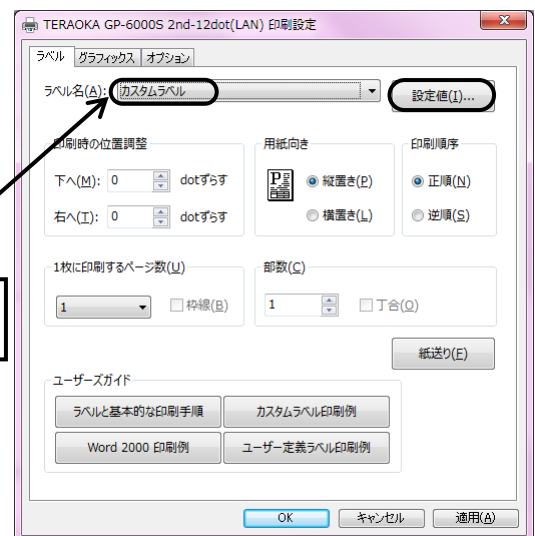 TERAOKA GP-6000S 2nd-12dot(LAN) 印刷設定
ラベル グラフィックス オプション
ラベル名(A): カスタムラベル 設定値(I)...
印刷時の位置調整 用紙向き 印刷順序
下へ(M): 0 dotずらす 縦置き(P) 正順(N)
右へ(T): 0 dotずらす 横置き(L) 逆順(S)
1枚に印刷するページ数(U) 部数(C)
1 枠線(B) 1 丁合(O)
紙送り(F)
ユーザーズガイド
ラベルと基本的な印刷手順 カスタムラベル印刷例
Word 2000 印刷例 ユーザー定義ラベル印刷例
OK キャンセル 適用(A)